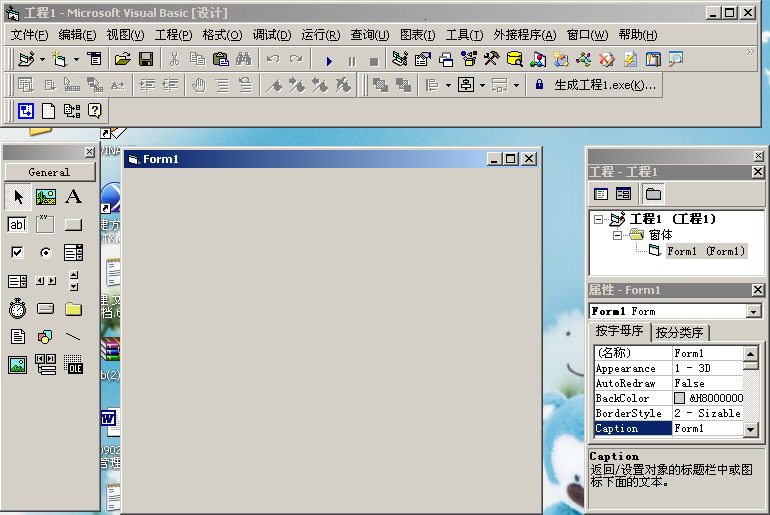 工程1 - Microsoft Visual Basic [设计]
文件(F) 编辑(E) 视图(V) 工程(P) 格式(O) 调试(D) 运行(R) 查询(U) 图表(I) 工具(T) 外接程序(A) 窗口(W) 帮助(H)
生成工程1.exe(K)...
General
A
ab|
XY
OLE
Form1
工程 - 工程1
工程1 (工程1)
窗体
Form1 (Form1)
属性 - Form1
Form1 Form
按字母序 按分类序
(名称) Form1
Appearance 1 - 3D
AutoRedraw False
BackColor &H8000000
BorderStyle 2 - Sizable
Caption Form1
Caption
返回/设置对象的标题栏中或图
标下面的文本。